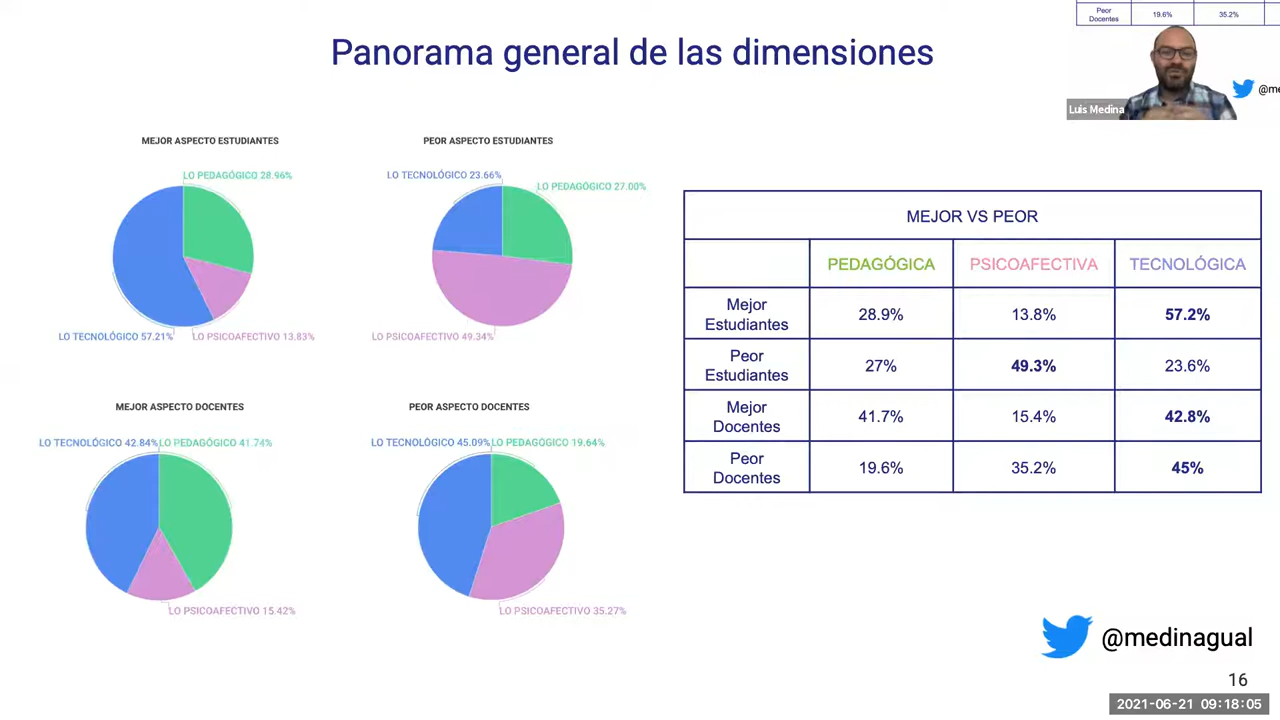 Panorama general de las dimensiones
Peor
Docentes
19.6%
35.2%
Luis Medina
@me
MEJOR ASPECTO ESTUDIANTES
LO PEDAGÓGICO 28.96%
LO TECNOLÓGICO 57.21%
LO PSICOAFECTIVO 13.83%
PEOR ASPECTO ESTUDIANTES
LO TECNOLÓGICO 23.66%
LO PEDAGÓGICO 27.00%
LO PSICOAFECTIVO 49.34%
MEJOR ASPECTO DOCENTES
LO TECNOLÓGICO 42.84%
LO PEDAGÓGICO 41.74%
LO PSICOAFECTIVO 15.42%
PEOR ASPECTO DOCENTES
LO TECNOLÓGICO 45.09%
LO PEDAGÓGICO 19.64%
LO PSICOAFECTIVO 35.27%
MEJOR VS PEOR
PEDAGÓGICA PSICOAFECTIVA TECNOLÓGICA
Mejor
Estudiantes
28.9% 13.8% 57.2%
Peor
Estudiantes
27% 49.3% 23.6%
Mejor
Docentes
41.7% 15.4% 42.8%
Peor
Docentes
19.6% 35.2% 45%
@medinagual
16
2021-06-21 09:18:05